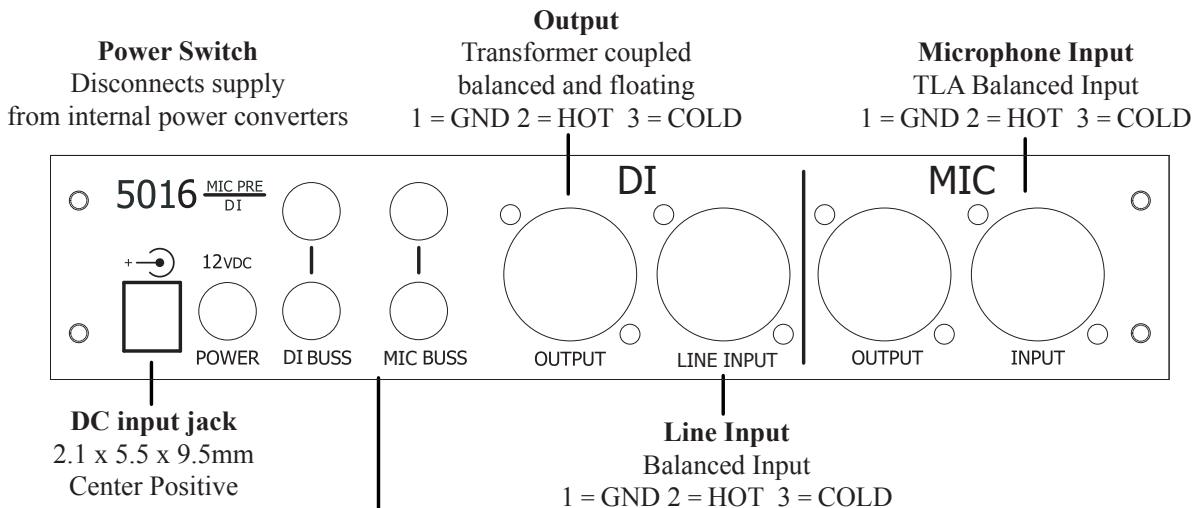 Output
Transformer coupled
balanced and floating
1 = GND 2 = HOT 3 = COLD
Power Switch
Disconnects supply
from internal power converters
Microphone Input
TLA Balanced Input
1 = GND 2 = HOT 3 = COLD
5016 MIC PRE
DI
DI
MIC
+
12VDC
POWER
DI BUSS
MIC BUSS
OUTPUT
LINE INPUT
OUTPUT
INPUT
DC input jack
2.1 x 5.5 x 9.5mm
Center Positive
Line Input
Balanced Input
1 = GND 2 = HOT 3 = COLD